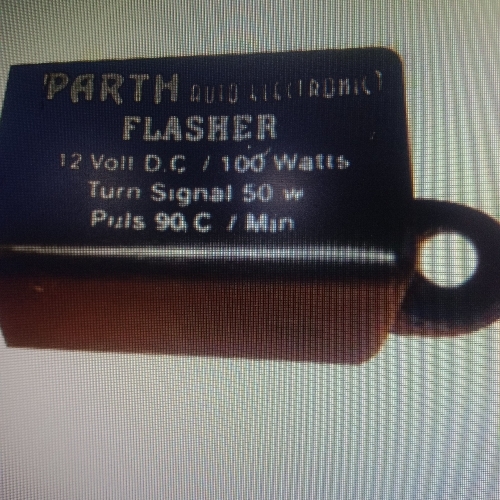 PARTH AUTO ELECTRONIC
FLASHER
12 Volt D.C / 100 Watts
Turn Signal 50 w
Puls 90 C / Min